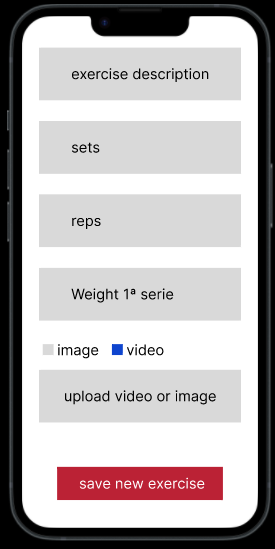 exercise description
sets
reps
Weight 1ª serie
image video
upload video or image
save new exercise